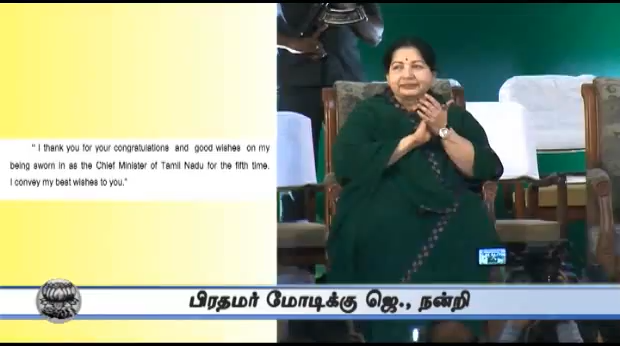 " I thank you for your congratulations and good wishes on my
being sworn in as the Chief Minister of Tamil Nadu for the fifth time.
I convey my best wishes to you."
பிரதமர் மோடிக்கு ஜெ., நன்றி